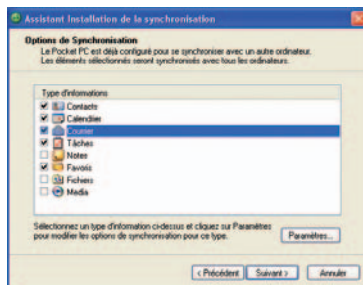 Assistant Installation de la synchronisation
Options de Synchronisation
Le Pocket PC est déjà configuré pour se synchroniser avec un autre ordinateur.
Les éléments sélectionnés seront synchronisés avec tous les ordinateurs.
Type d'informations
Contacts
Calendrier
Courrier
Tâches
Notes
Favoris
Fichiers
Media
Sélectionnez un type d'information ci-dessus et cliquez sur Paramètres
pour modifier les options de synchronisation pour ce type.
Paramètres...
< Précédent Suivant > Annuler